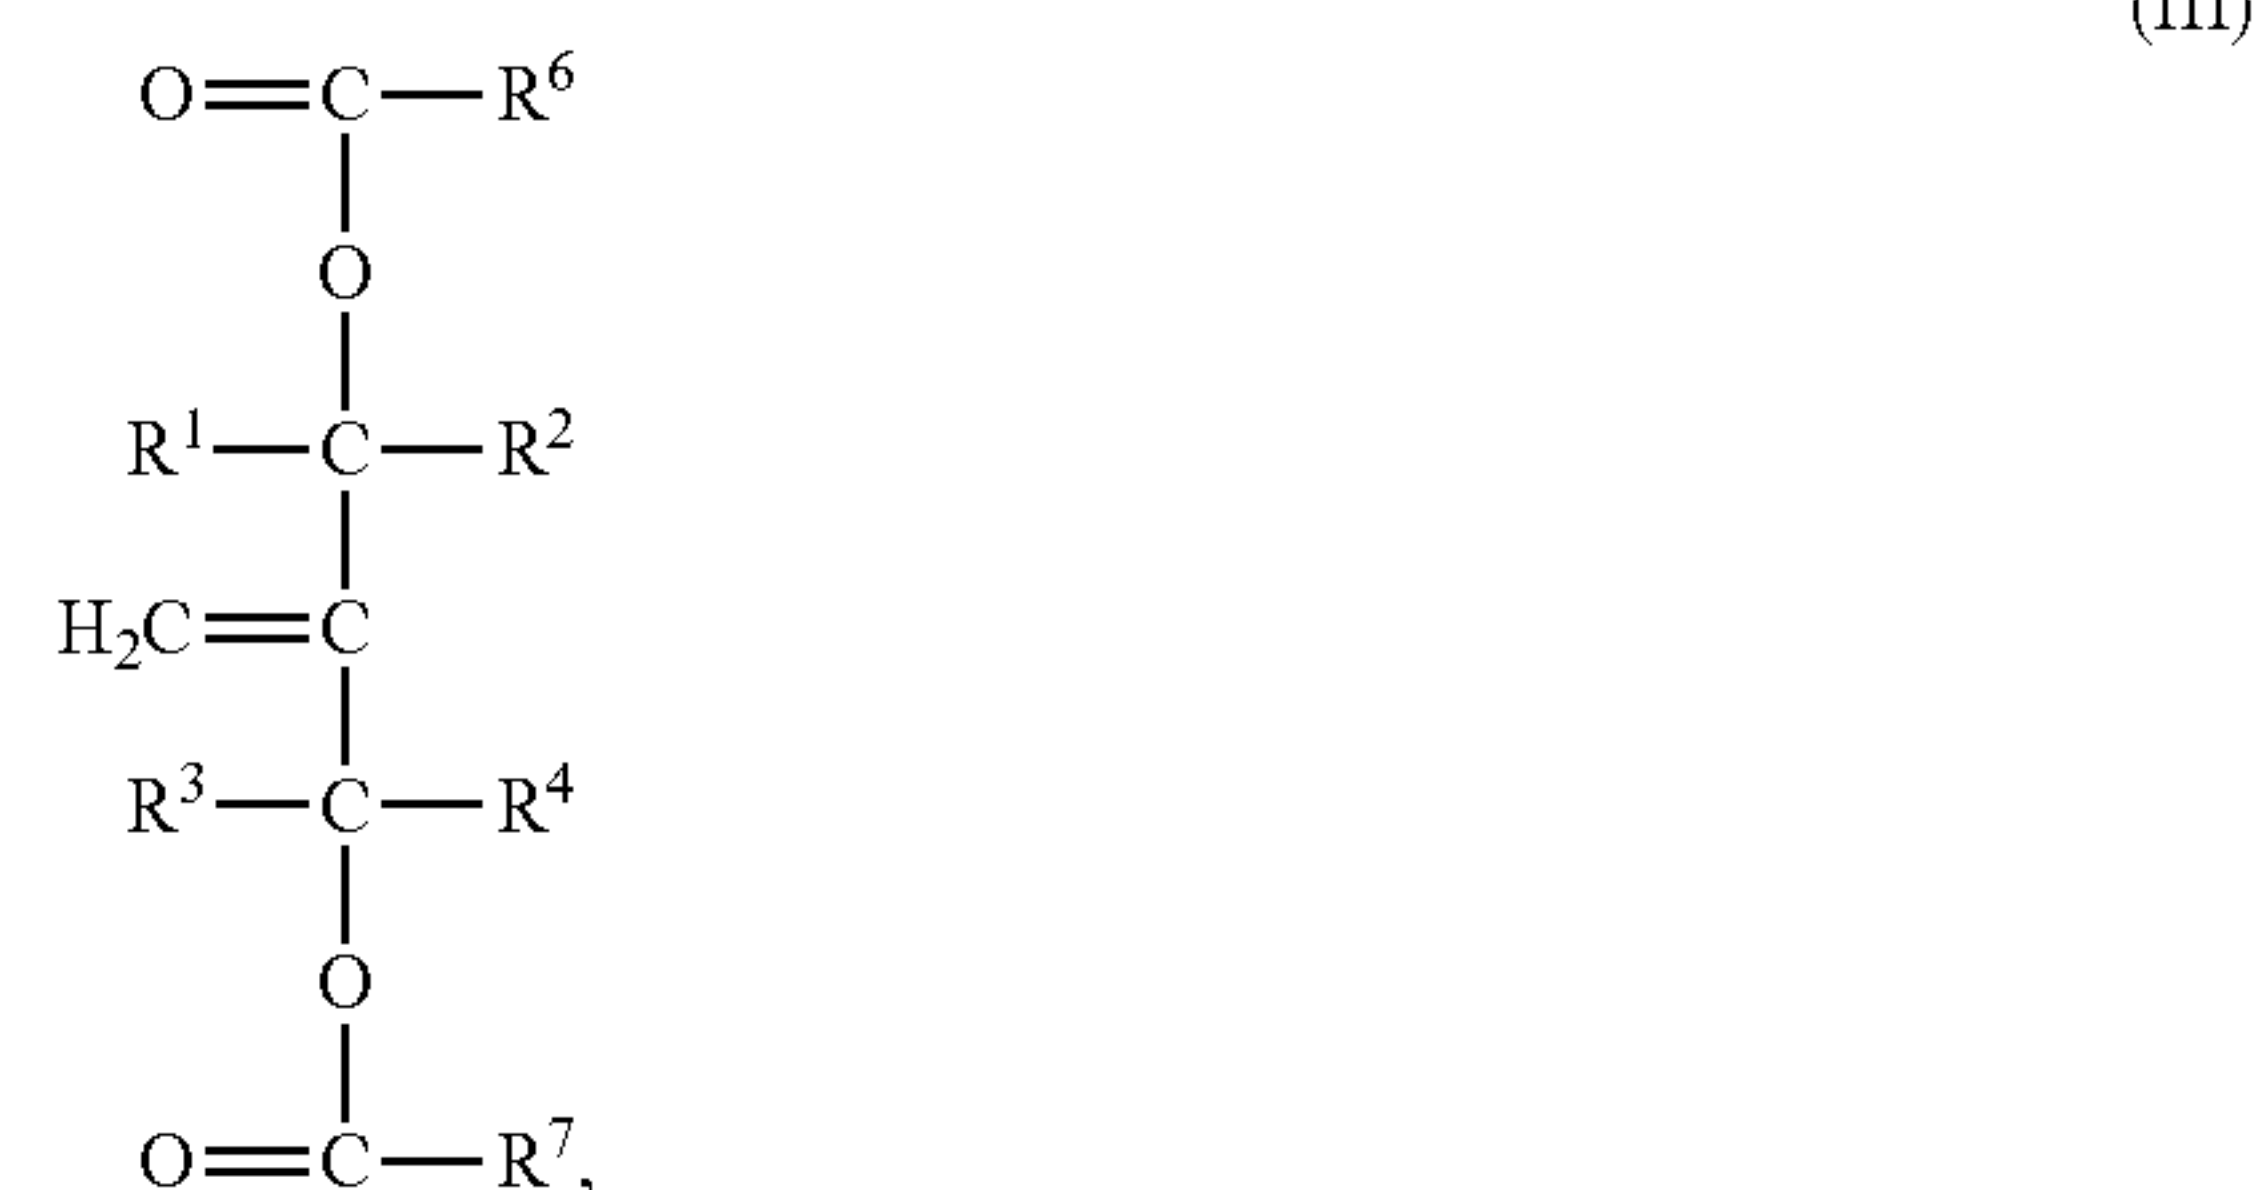 (III)
O=C—R⁶
O
R¹—C—R²
H₂C=C
R³—C—R⁴
O
O=C—R⁷,